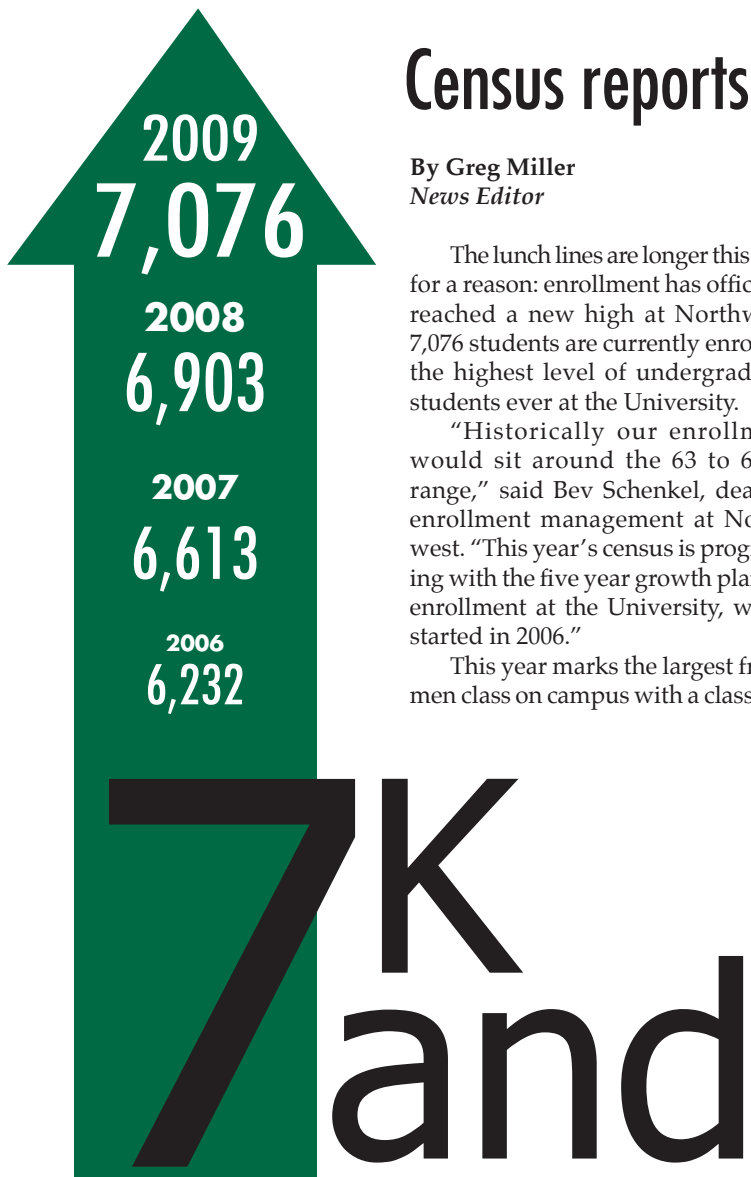 2009
7,076
2008
6,903
2007
6,613
2006
6,232
Census reports
By Greg Miller
News Editor
The lunch lines are longer this
for a reason: enrollment has offic
reached a new high at Northw
7,076 students are currently enro
the highest level of undergrad
students ever at the University.
“Historically our enrollm
would sit around the 63 to 6
range,” said Bev Schenkel, dea
enrollment management at No
west. “This year’s census is progr
ing with the five year growth plan
enrollment at the University, w
started in 2006.”
This year marks the largest fr
men class on campus with a class
7K
and